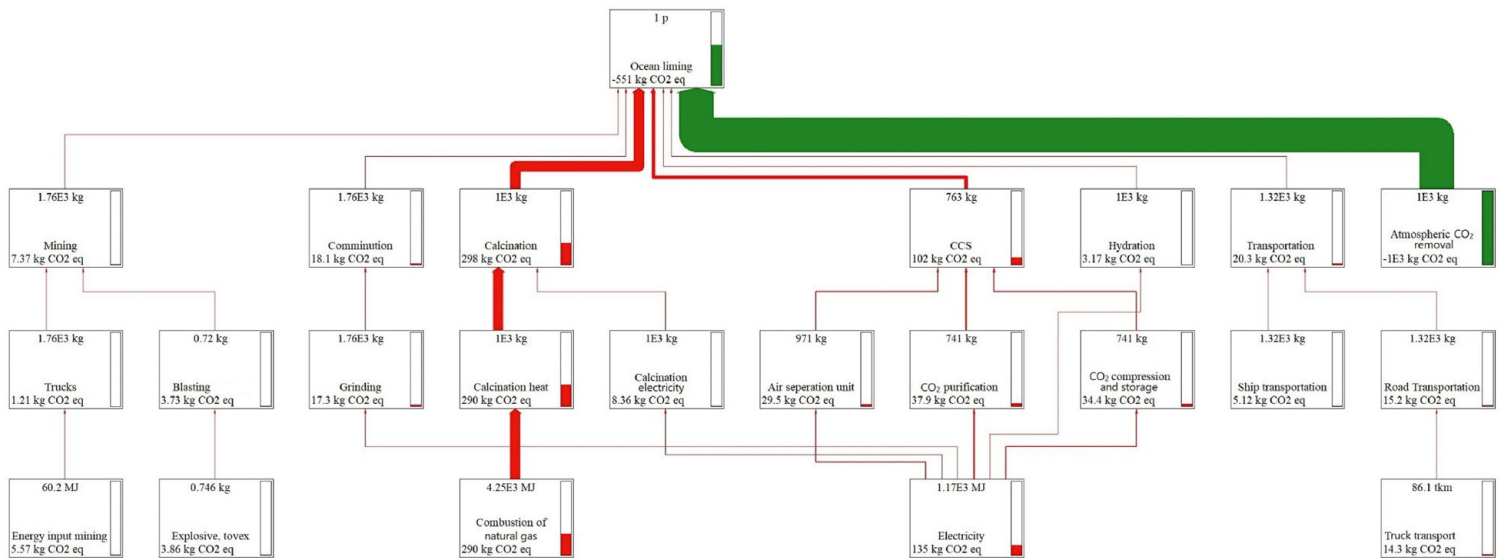 1 p
Ocean liming
-551 kg CO2 eq
1.76E3 kg
Mining
7.37 kg CO2 eq
1.76E3 kg
Comminution
18.1 kg CO2 eq
1E3 kg
Calcination
298 kg CO2 eq
763 kg
CCS
102 kg CO2 eq
1E3 kg
Hydration
3.17 kg CO2 eq
1.32E3 kg
Transportation
20.3 kg CO2 eq
1E3 kg
Atmospheric CO₂
removal
-1E3 kg CO2 eq
1.76E3 kg
Trucks
1.21 kg CO2 eq
0.72 kg
Blasting
3.73 kg CO2 eq
1.76E3 kg
Grinding
17.3 kg CO2 eq
1E3 kg
Calcination heat
290 kg CO2 eq
1E3 kg
Calcination
electricity
8.36 kg CO2 eq
971 kg
Air seperation unit
29.5 kg CO2 eq
741 kg
CO₂ purification
37.9 kg CO2 eq
741 kg
CO₂ compression
and storage
34.4 kg CO2 eq
1.32E3 kg
Ship transportation
5.12 kg CO2 eq
1.32E3 kg
Road Transportation
15.2 kg CO2 eq
60.2 MJ
Energy input mining
5.57 kg CO2 eq
0.746 kg
Explosive, tovex
3.86 kg CO2 eq
4.25E3 MJ
Combustion of
natural gas
290 kg CO2 eq
1.17E3 MJ
Electricity
135 kg CO2 eq
86.1 tkm
Truck transport
14.3 kg CO2 eq